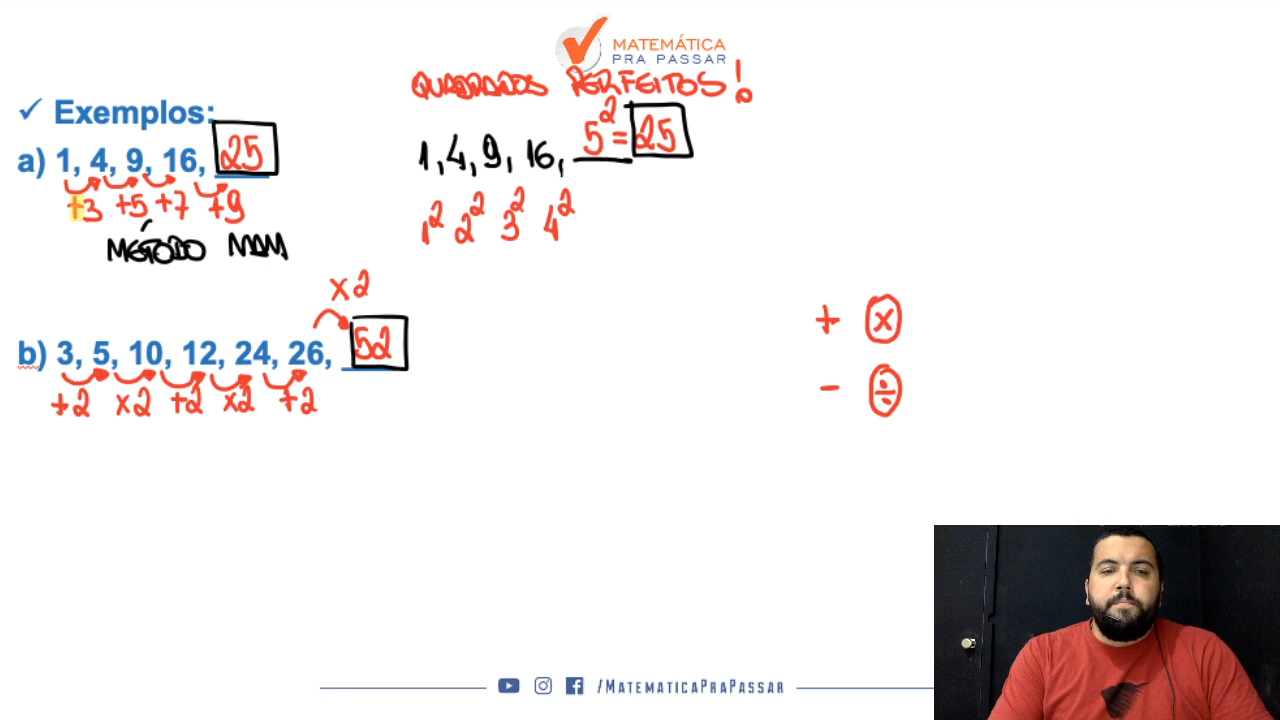 MATEMÁTICA
PRA PASSAR
QUADRADOS PERFEITOS!
✓ Exemplos:
a) 1, 4, 9, 16, 25
+3 +5 +7 +9
MÉTODO MAM
1, 4, 9, 16, 5² = 25
1² 2² 3² 4²
x2
b) 3, 5, 10, 12, 24, 26, 52
+2 x2 +2 x2 +2
+ x
- ÷
/MATEMATICAPRAPASSAR